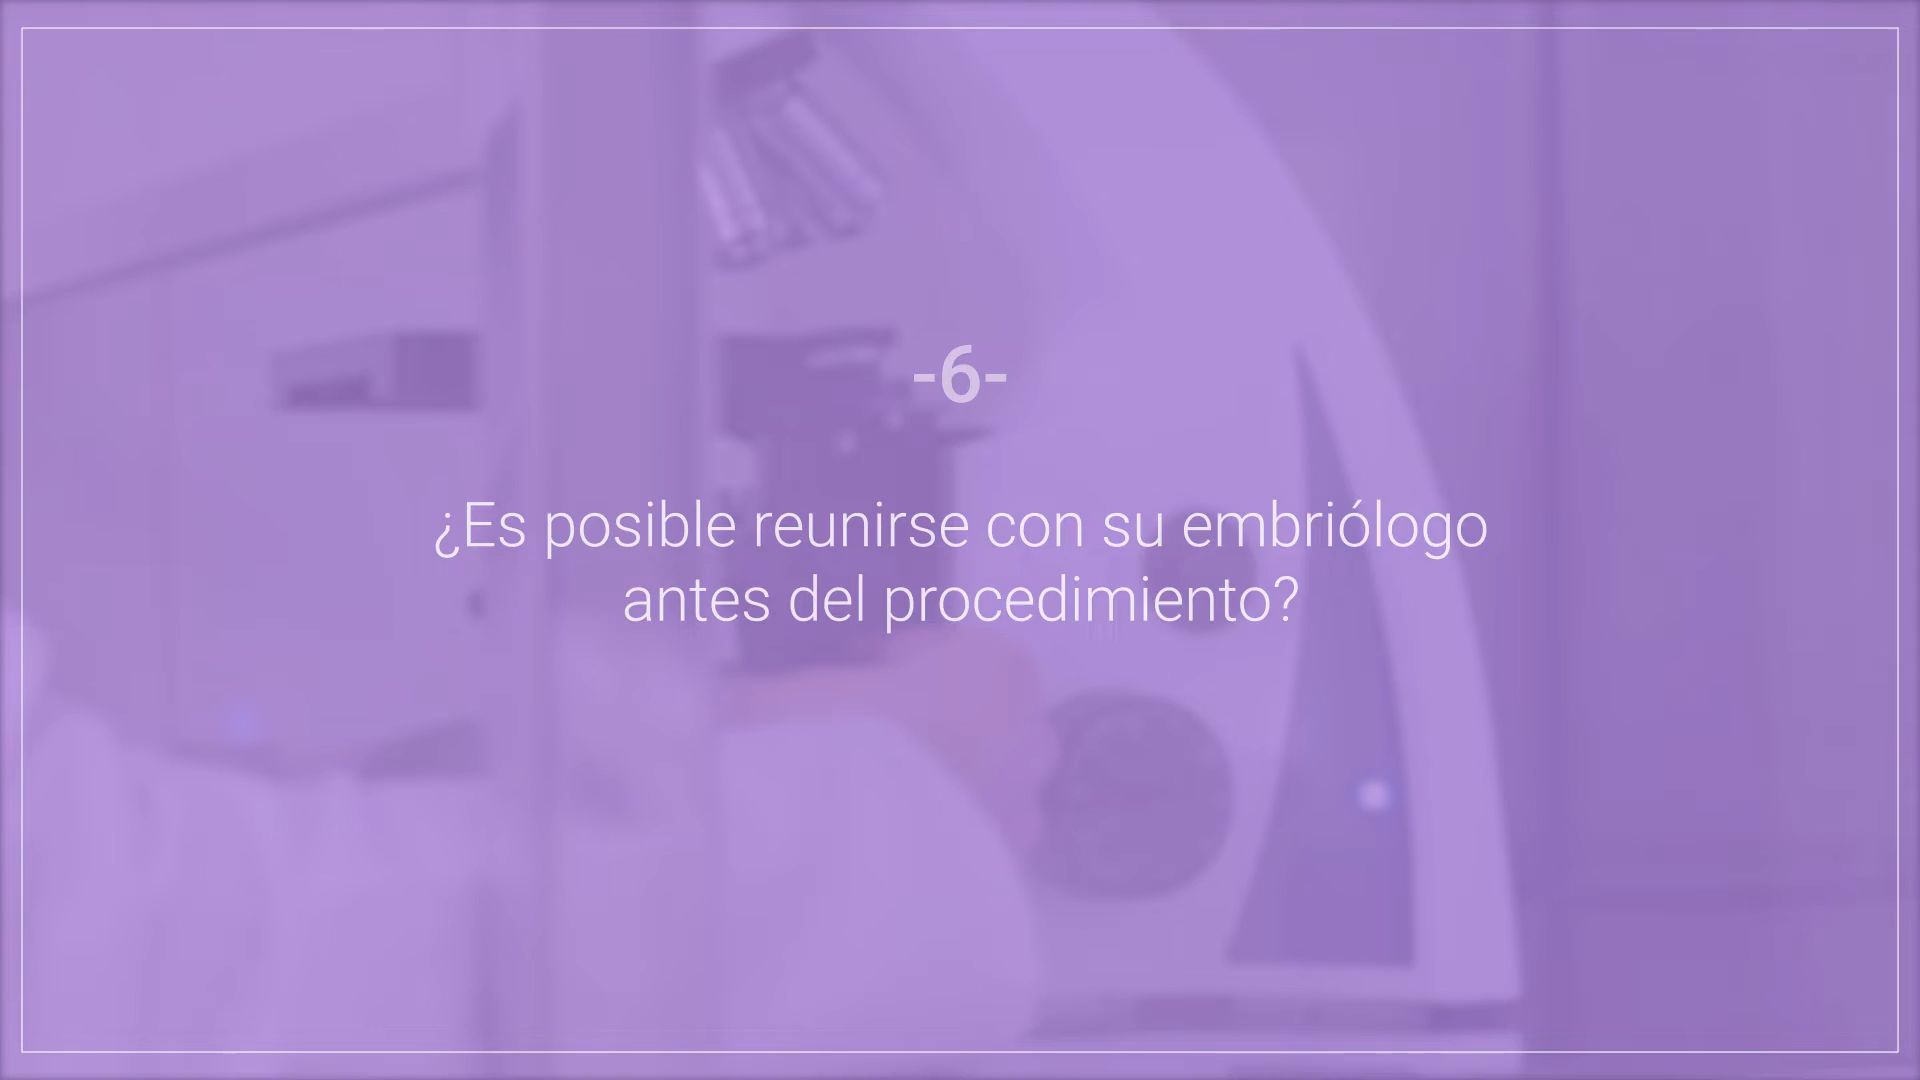 -6-
¿Es posible reunirse con su embriólogo
antes del procedimiento?